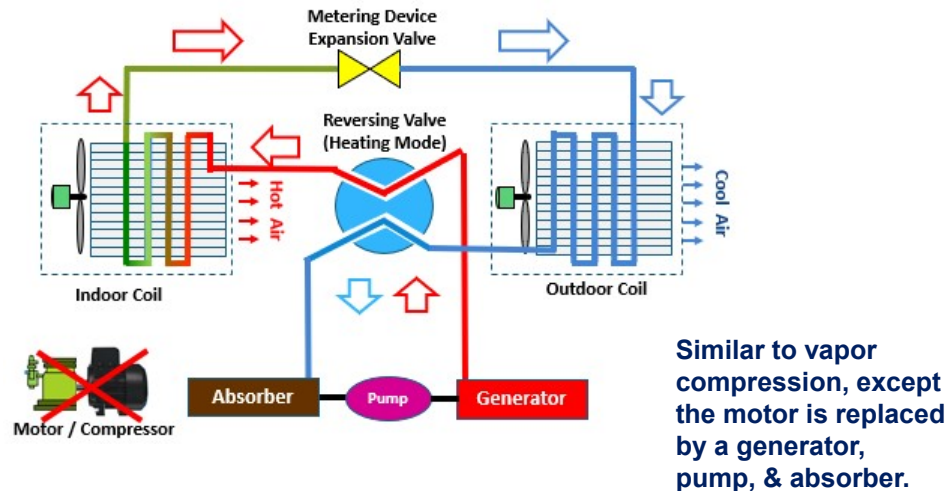 Metering Device
Expansion Valve
Reversing Valve
(Heating Mode)
Hot Air
Cool Air
Indoor Coil
Outdoor Coil
Absorber
Pump
Generator
Motor / Compressor
Similar to vapor
compression, except
the motor is replaced
by a generator,
pump, & absorber.